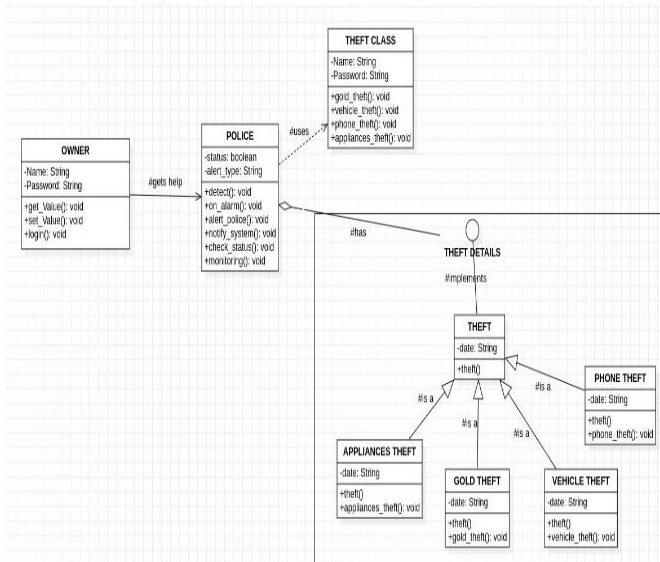 THEFT CLASS
-Name: String
-Password: String
+gold_theft(): void
+vehicle_theft(): void
+phone_theft(): void
+appliances_theft(): void
#uses
POLICE
-status: boolean
-alert_type: String
+detect(): void
+on_alarm(): void
+alert_police(): void
+notify_system(): void
+check_status(): void
+monitoring(): void
OWNER
-Name: String
-Password: String
+get_Value(): void
+set_Value(): void
+login(): void
#gets help
#has
THEFT DETAILS
#implements
THEFT
-date: String
+theft()
#is a
PHONE THEFT
-date: String
+theft()
+phone_theft(): void
#is a
#is a
#is a
APPLIANCES THEFT
-date: String
+theft()
+appliances_theft(): void
GOLD THEFT
-date: String
+theft()
+gold_theft(): void
VEHICLE THEFT
-date: String
+theft()
+vehicle_theft(): void